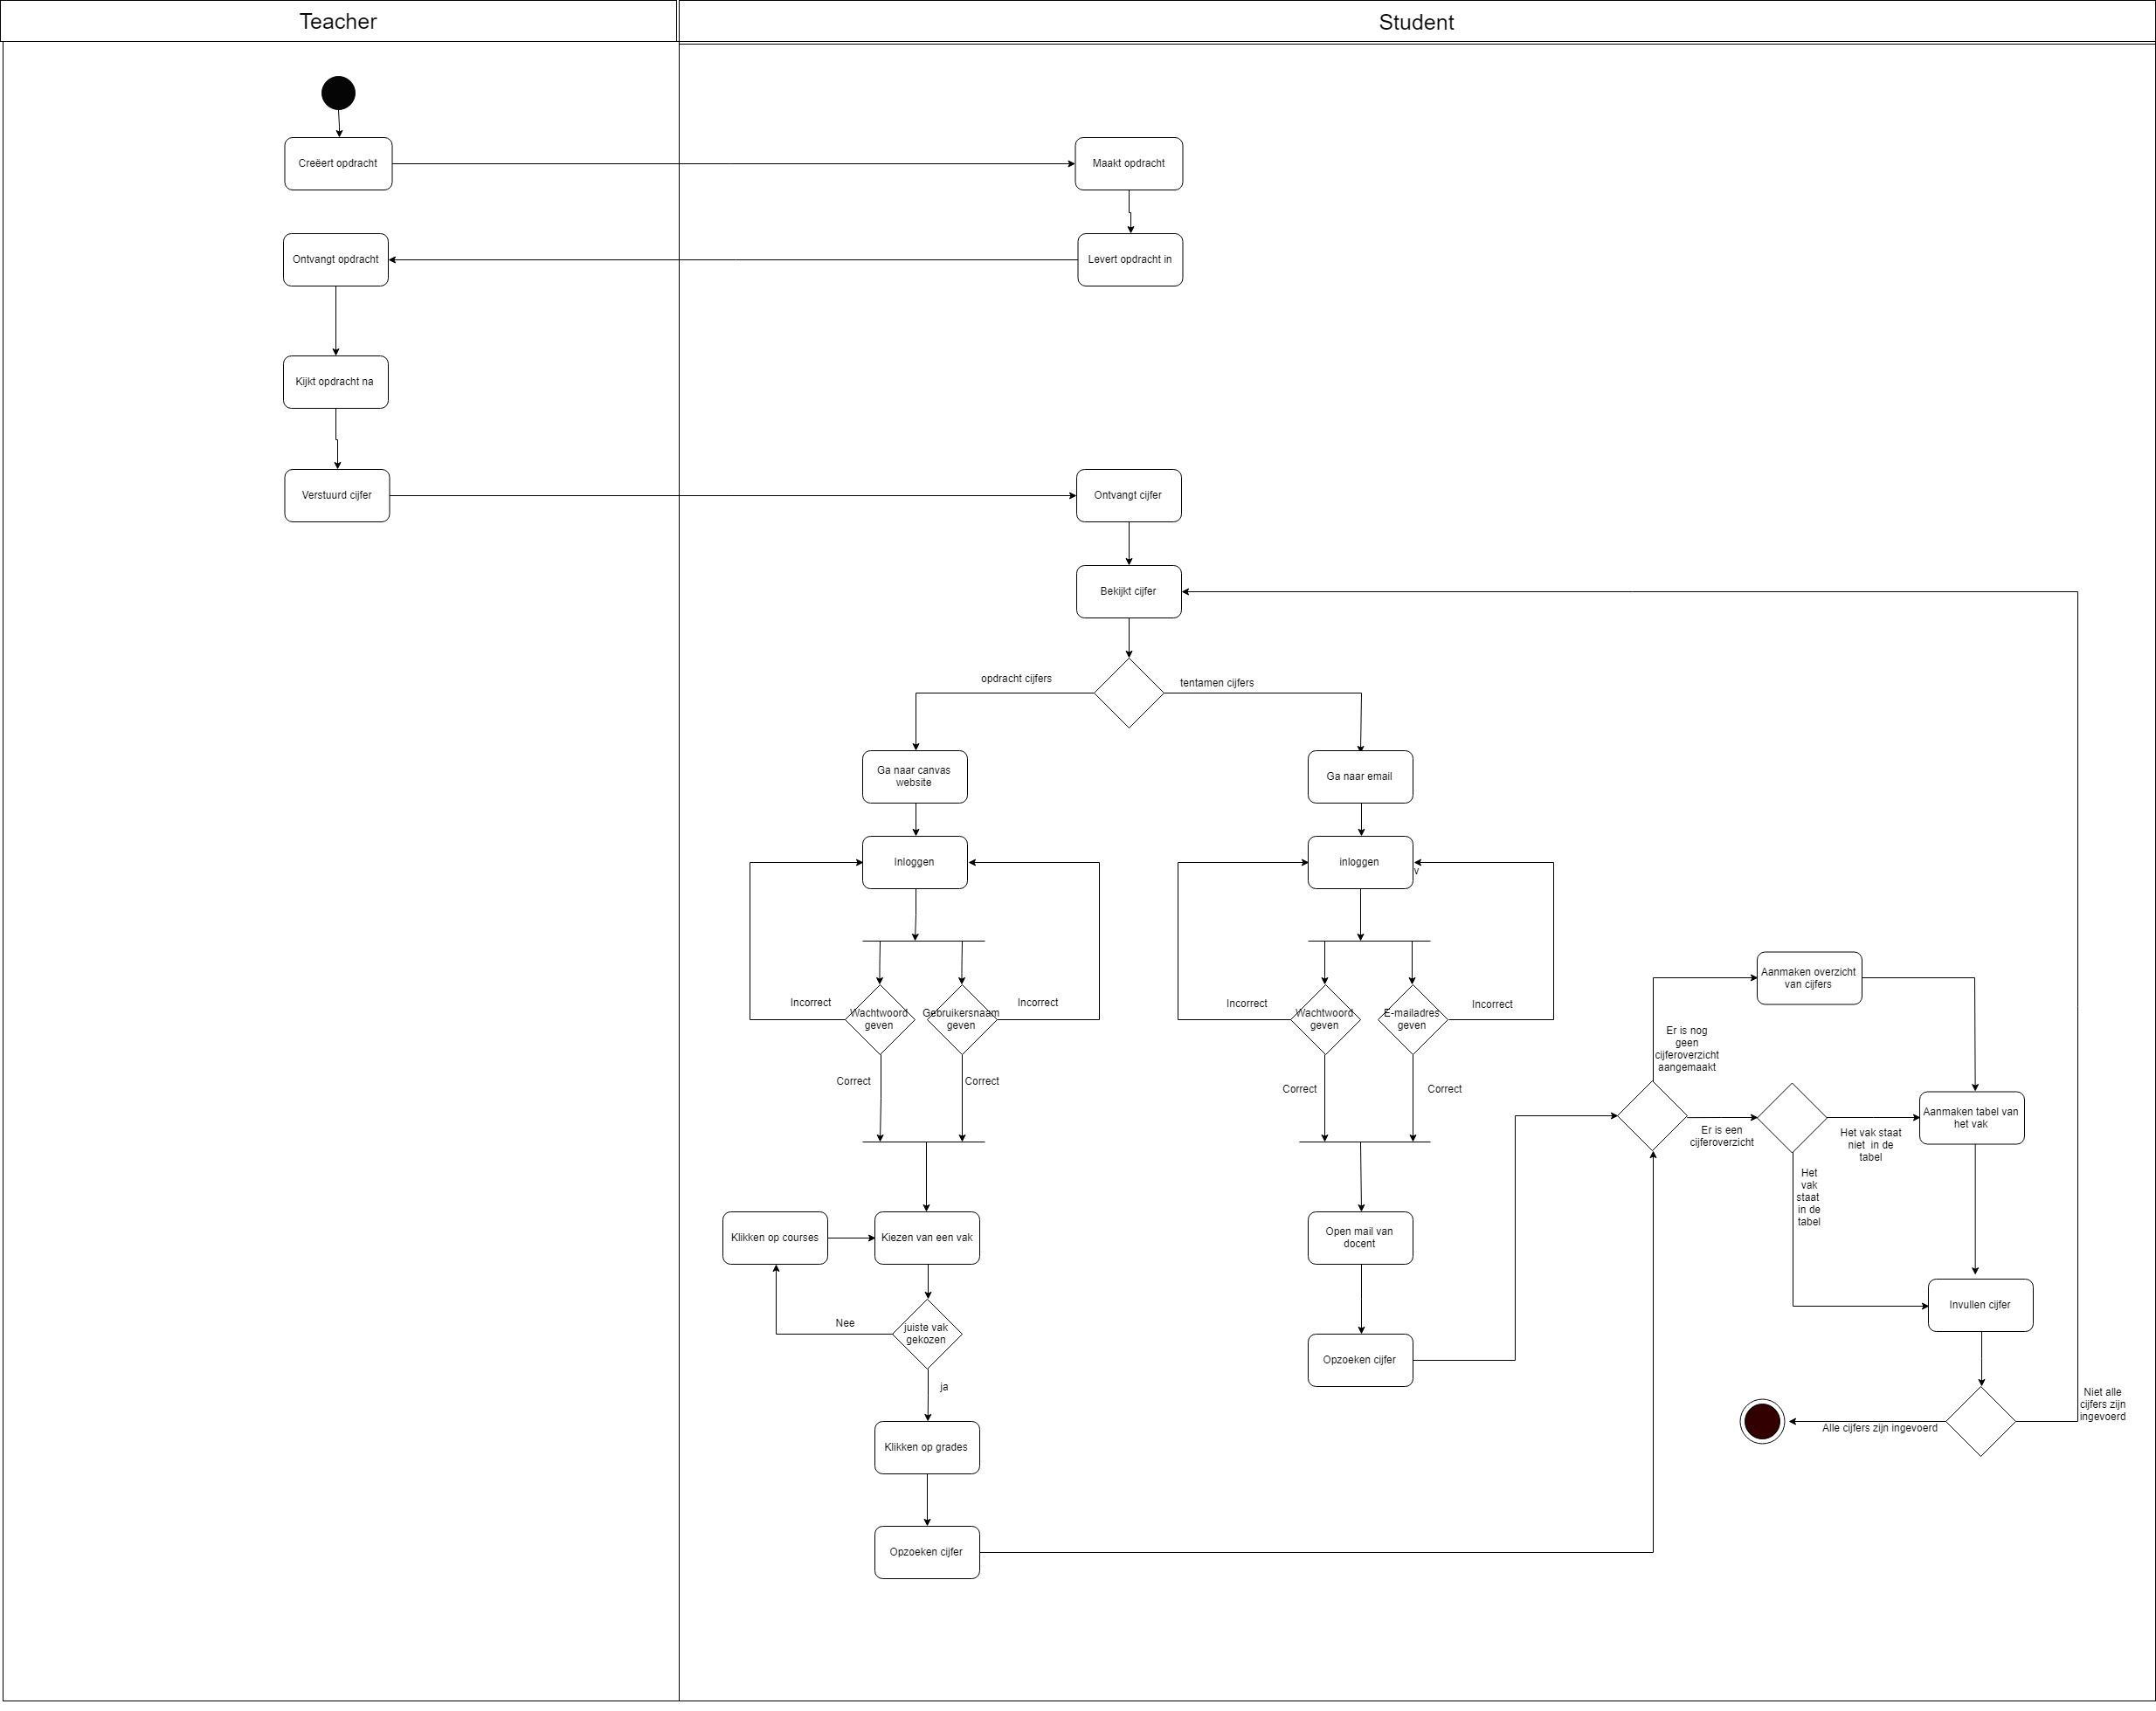 Teacher
Student
Creëert opdracht
Maakt opdracht
Ontvangt opdracht
Levert opdracht in
Kijkt opdracht na
Verstuurd cijfer
Ontvangt cijfer
Bekijkt cijfer
opdracht cijfers
tentamen cijfers
Ga naar canvas
website
Ga naar email
Inloggen
inloggen
v
Incorrect
Wachtwoord
geven
Gebruikersnaam
geven
Incorrect
Incorrect
Wachtwoord
geven
E-mailadres
geven
Incorrect
Correct
Correct
Correct
Correct
Aanmaken overzicht
van cijfers
Er is nog
geen
cijferoverzicht
aangemaakt
Er is een
cijferoverzicht
Het vak staat
niet in de
tabel
Aanmaken tabel van
het vak
Het
vak
staat
in de
tabel
Klikken op courses
Kiezen van een vak
Open mail van
docent
Invullen cijfer
Nee
juiste vak
gekozen
ja
Opzoeken cijfer
Niet alle
cijfers zijn
ingevoerd
Alle cijfers zijn ingevoerd
Klikken op grades
Opzoeken cijfer